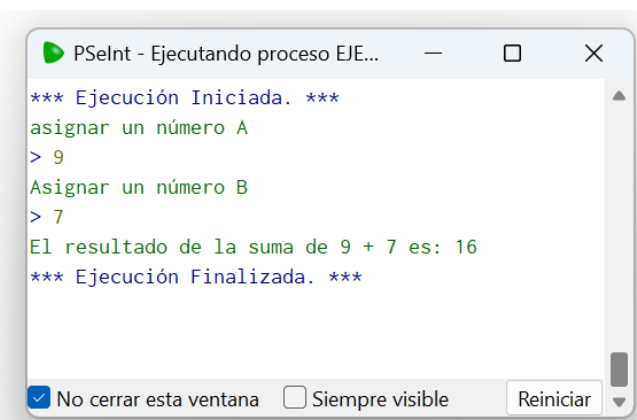 PSeInt - Ejecutando proceso EJE...
*** Ejecución Iniciada. ***
asignar un número A
> 9
Asignar un número B
> 7
El resultado de la suma de 9 + 7 es: 16
*** Ejecución Finalizada. ***
No cerrar esta ventana Siempre visible Reiniciar